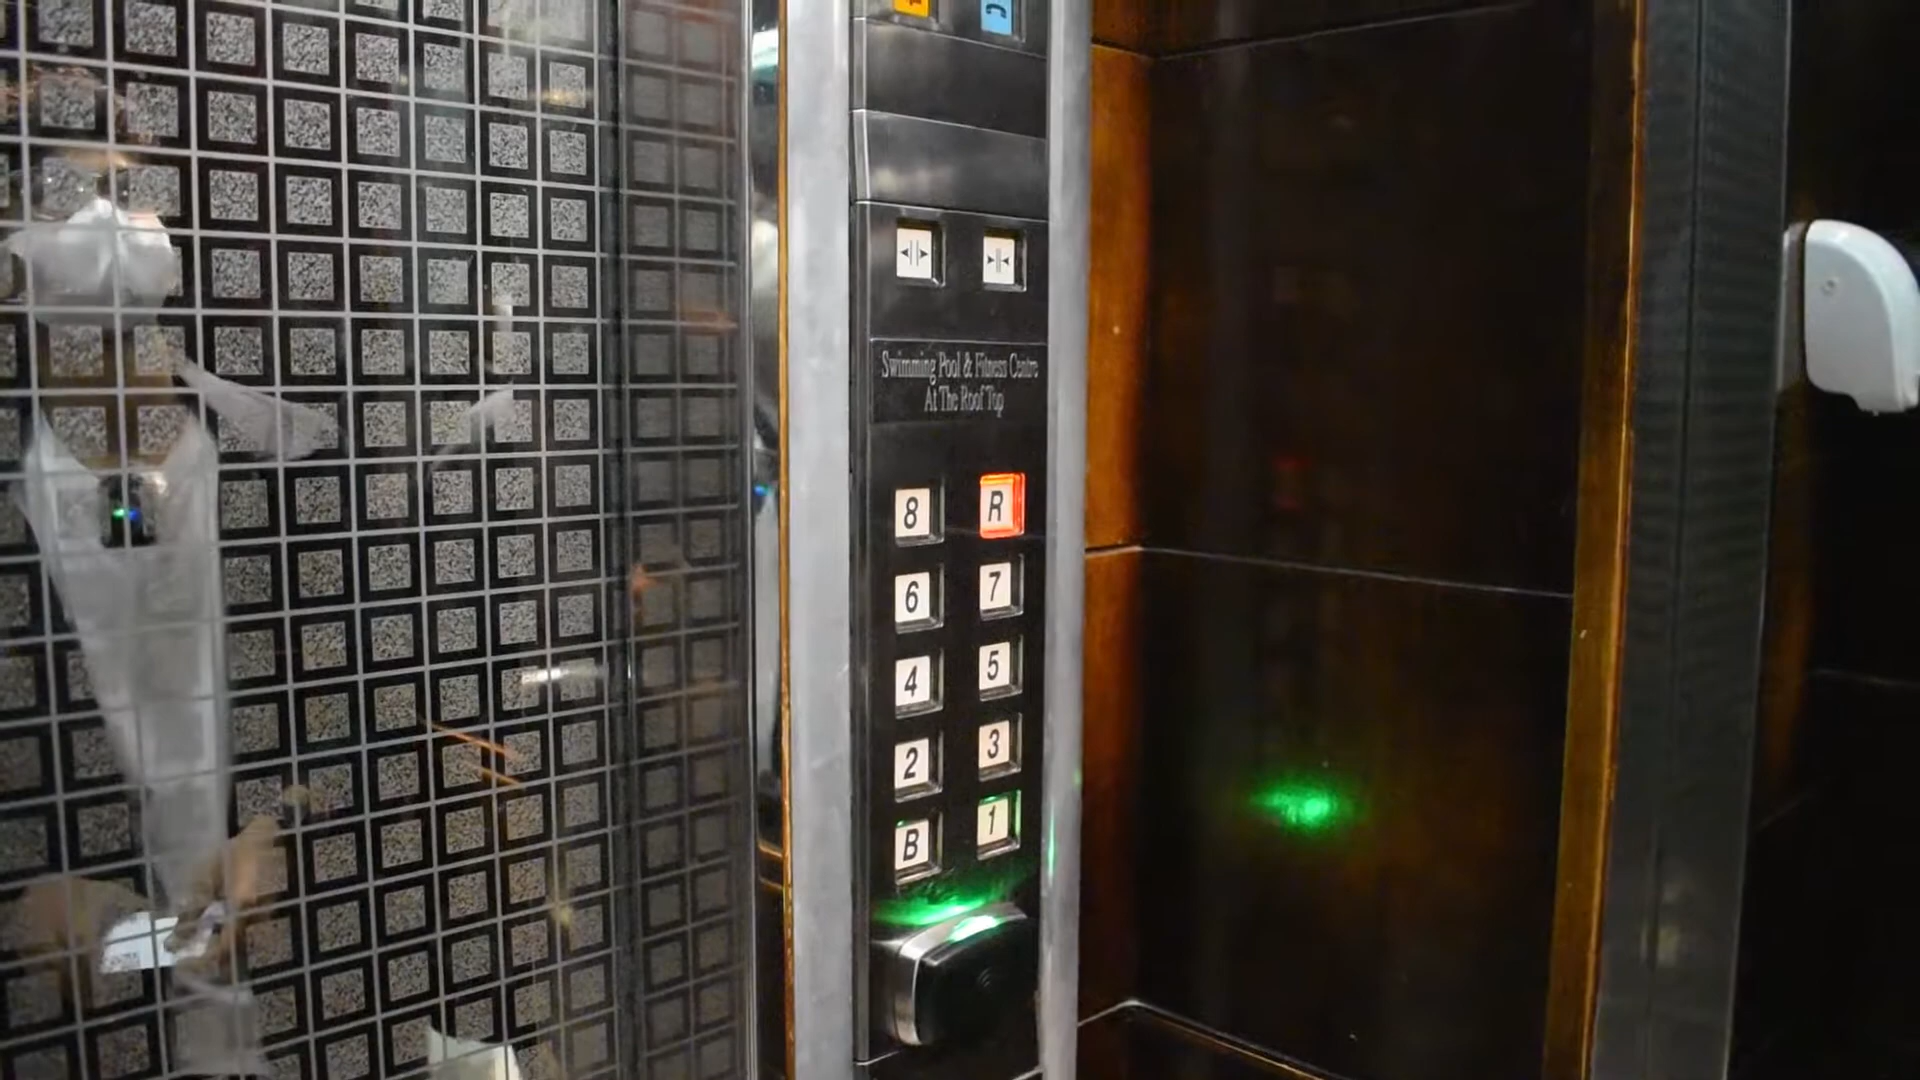 Swimming Pool & Fitness Centre
At The Roof Top
8 R
6 7
4 5
2 3
B 1